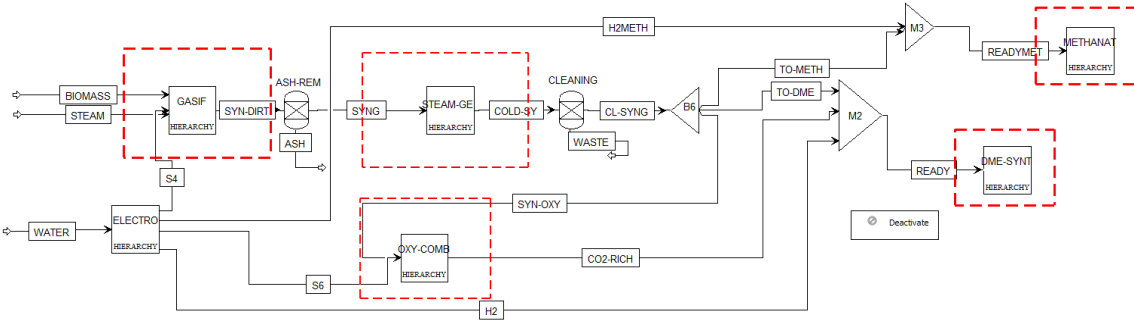 H2METH
M3
READYMET
METHANAT
HIERARCHY
TO-METH
ASH-REM
CLEANING
BIOMASS
GASIF
STEAM-GE
TO-DME
B6
STEAM
SYN-DIRT
SYNG
COLD-SY
CL-SYNG
M2
HIERARCHY
HIERARCHY
ASH
WASTE
DME-SYNT
READY
HIERARCHY
S4
SYN-OXY
ELECTRO
WATER
HIERARCHY
Deactivate
OXY-COMB
CO2-RICH
HIERARCHY
S6
H2